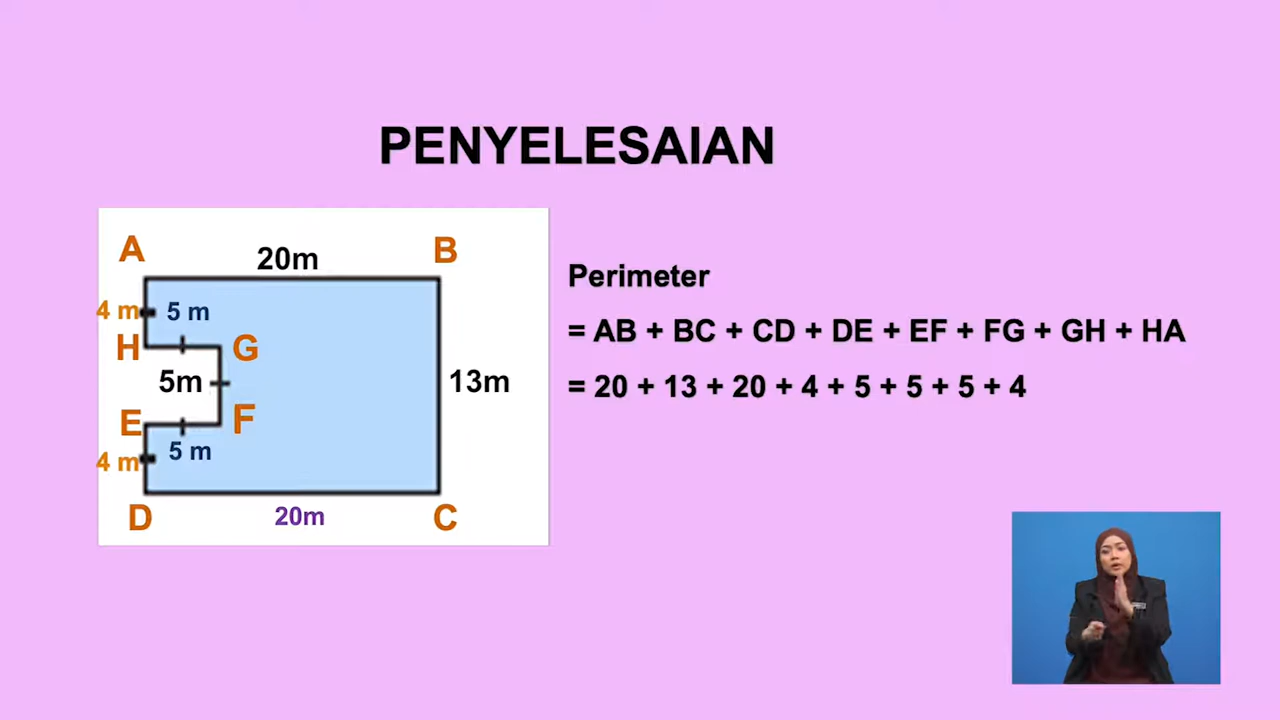 PENYELESAIAN
A
20m
B
4 m
5 m
H
G
5m
13m
E
F
4 m
5 m
D
20m
C
Perimeter
= AB + BC + CD + DE + EF + FG + GH + HA
= 20 + 13 + 20 + 4 + 5 + 5 + 5 + 4